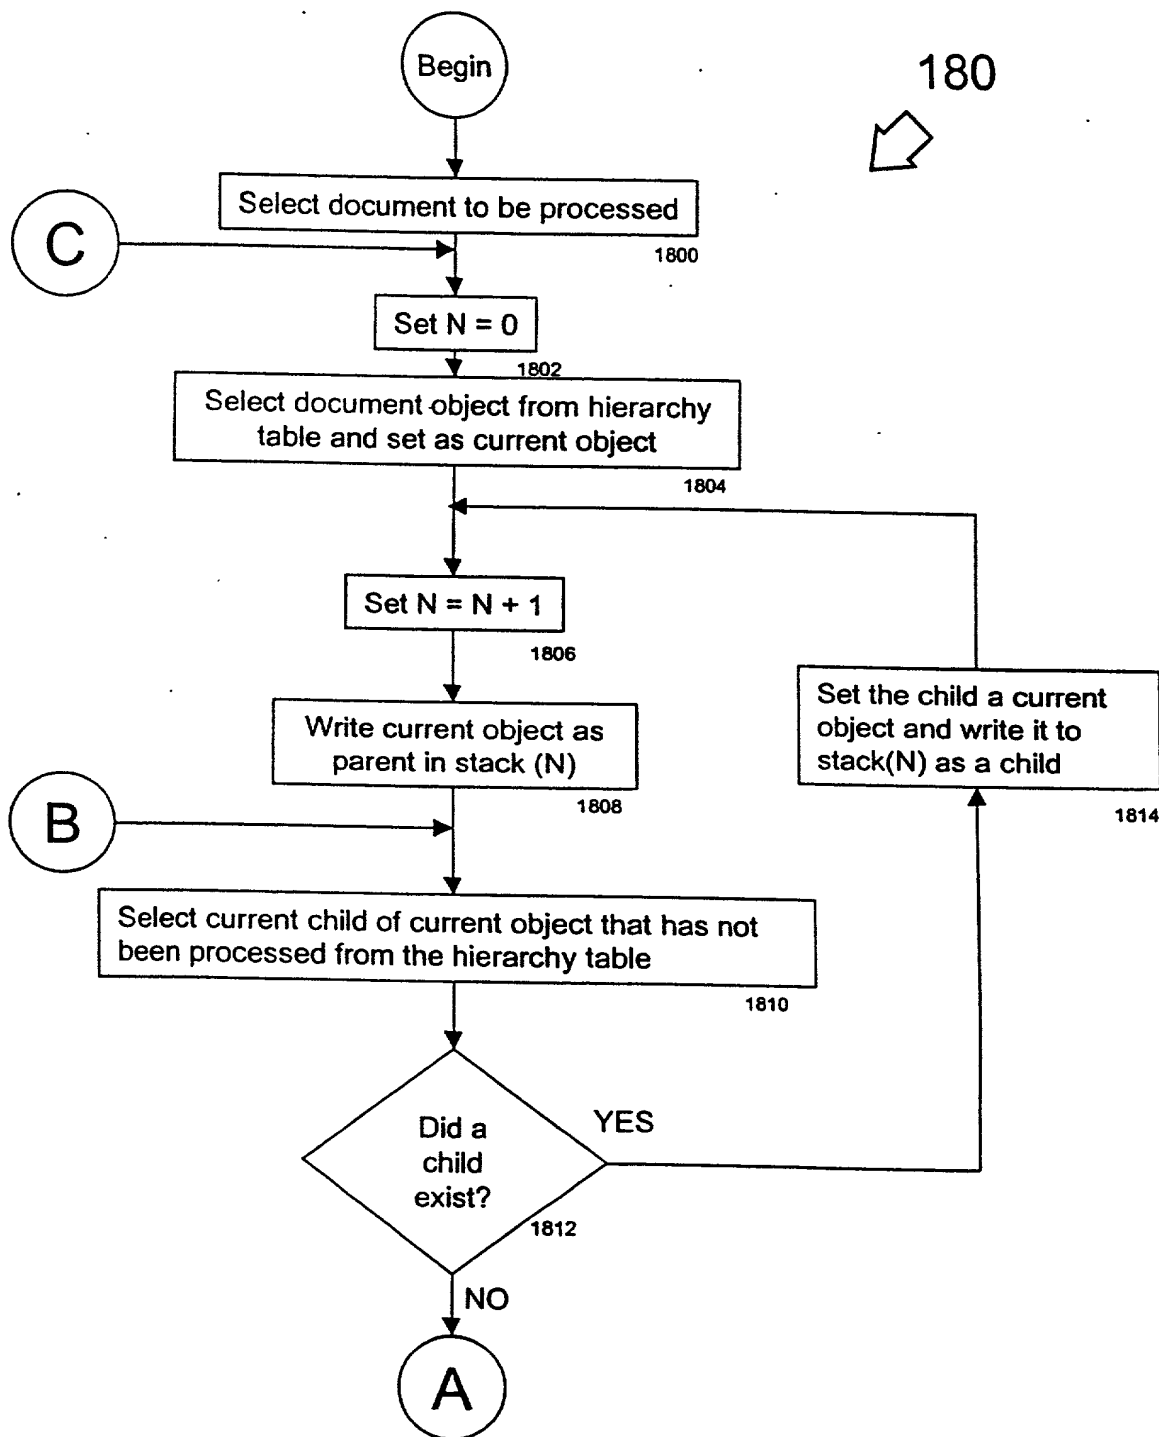 Begin
180
Select document to be processed
1800
C
Set N = 0
1802
Select document object from hierarchy
table and set as current object
1804
Set N = N + 1
1806
Write current object as
parent in stack (N)
1808
Set the child a current
object and write it to
stack(N) as a child
1814
B
Select current child of current object that has not
been processed from the hierarchy table
1810
Did a
child
exist?
1812
YES
NO
A